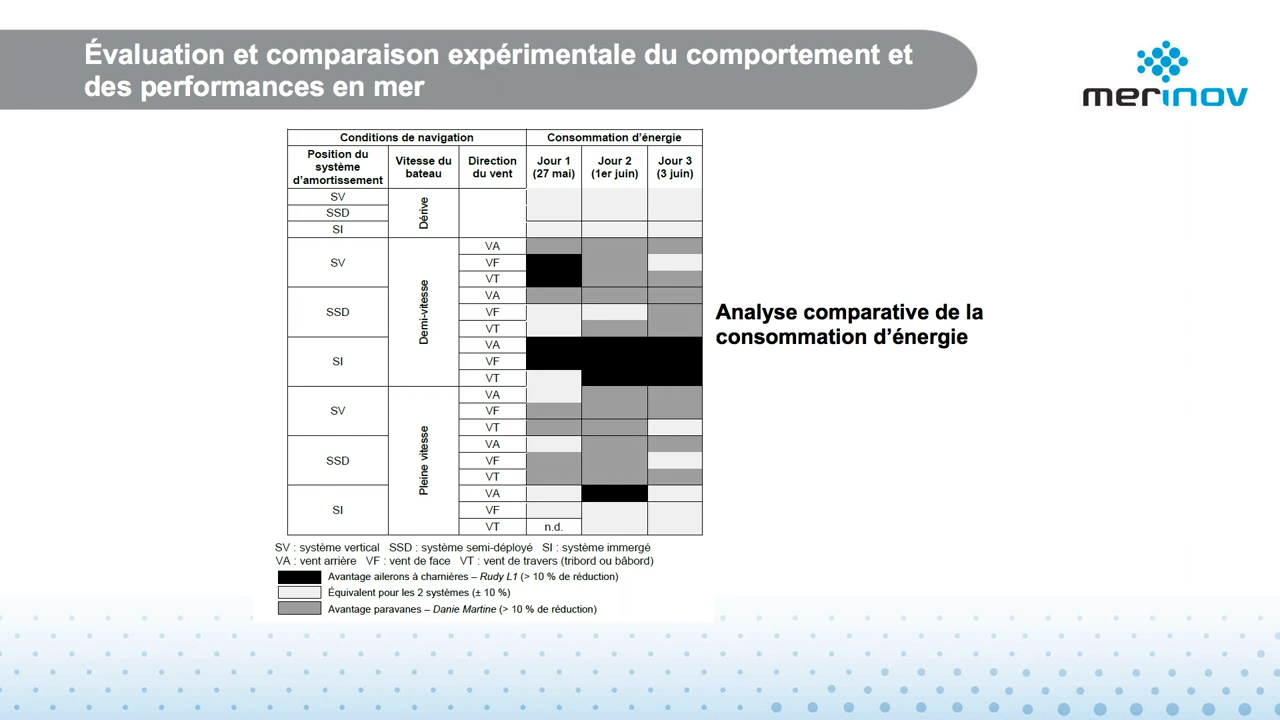 Évaluation et comparaison expérimentale du comportement et
des performances en mer
merinov
Conditions de navigation
Consommation d'énergie
Position du
système
d'amortissement
Vitesse du
bateau
Direction
du vent
Jour 1
(27 mai)
Jour 2
(1er juin)
Jour 3
(3 juin)
SV
SSD
SI
Dérive
SV
Demi-vitesse
VA
VF
VT
SSD
VA
VF
VT
SI
VA
VF
VT
SV
Pleine vitesse
VA
VF
VT
SSD
VA
VF
VT
SI
VA
VF
VT
n.d.
Analyse comparative de la
consommation d'énergie
SV : système vertical SSD : système semi-déployé SI : système immergé
VA : vent arrière VF : vent de face VT : vent de travers (tribord ou bâbord)
Avantage ailerons à charnières – Rudy L1 (> 10 % de réduction)
Équivalent pour les 2 systèmes (± 10 %)
Avantage paravanes – Danie Martine (> 10 % de réduction)